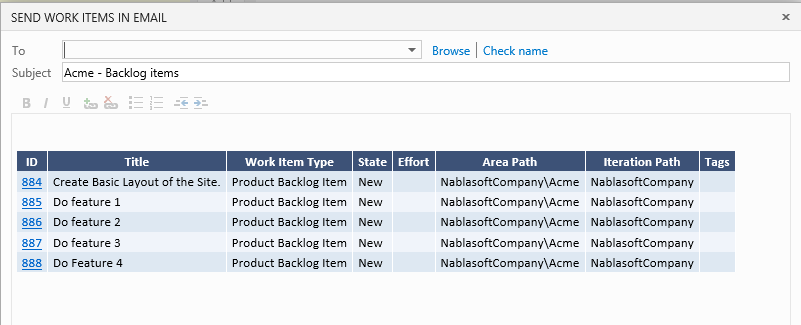 SEND WORK ITEMS IN EMAIL
To Browse Check name
Subject Acme - Backlog items
B I U
ID Title Work Item Type State Effort Area Path Iteration Path Tags
884 Create Basic Layout of the Site. Product Backlog Item New NablasoftCompany\Acme NablasoftCompany
885 Do feature 1 Product Backlog Item New NablasoftCompany\Acme NablasoftCompany
886 Do feature 2 Product Backlog Item New NablasoftCompany\Acme NablasoftCompany
887 Do feature 3 Product Backlog Item New NablasoftCompany\Acme NablasoftCompany
888 Do Feature 4 Product Backlog Item New NablasoftCompany\Acme NablasoftCompany